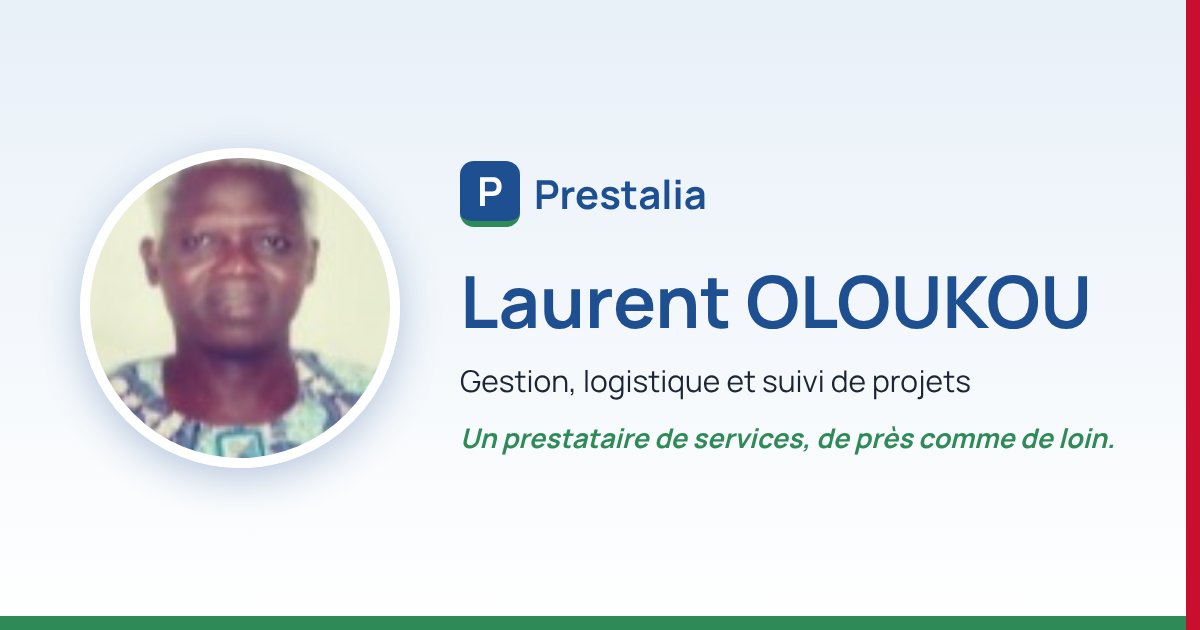 P Prestalia
Laurent OLOUKOU
Gestion, logistique et suivi de projets
Un prestataire de services, de près comme de loin.